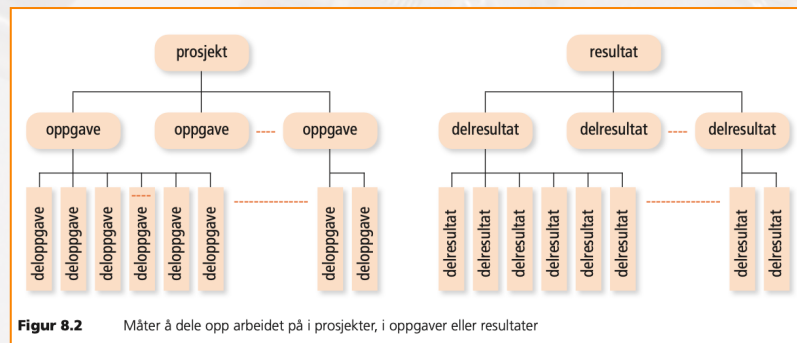 prosjekt
resultat
oppgave oppgave oppgave
delresultat delresultat delresultat
deloppgave deloppgave deloppgave deloppgave deloppgave deloppgave deloppgave deloppgave
delresultat delresultat delresultat delresultat delresultat delresultat delresultat delresultat
Figur 8.2 Måter å dele opp arbeidet på i prosjekter, i oppgaver eller resultater